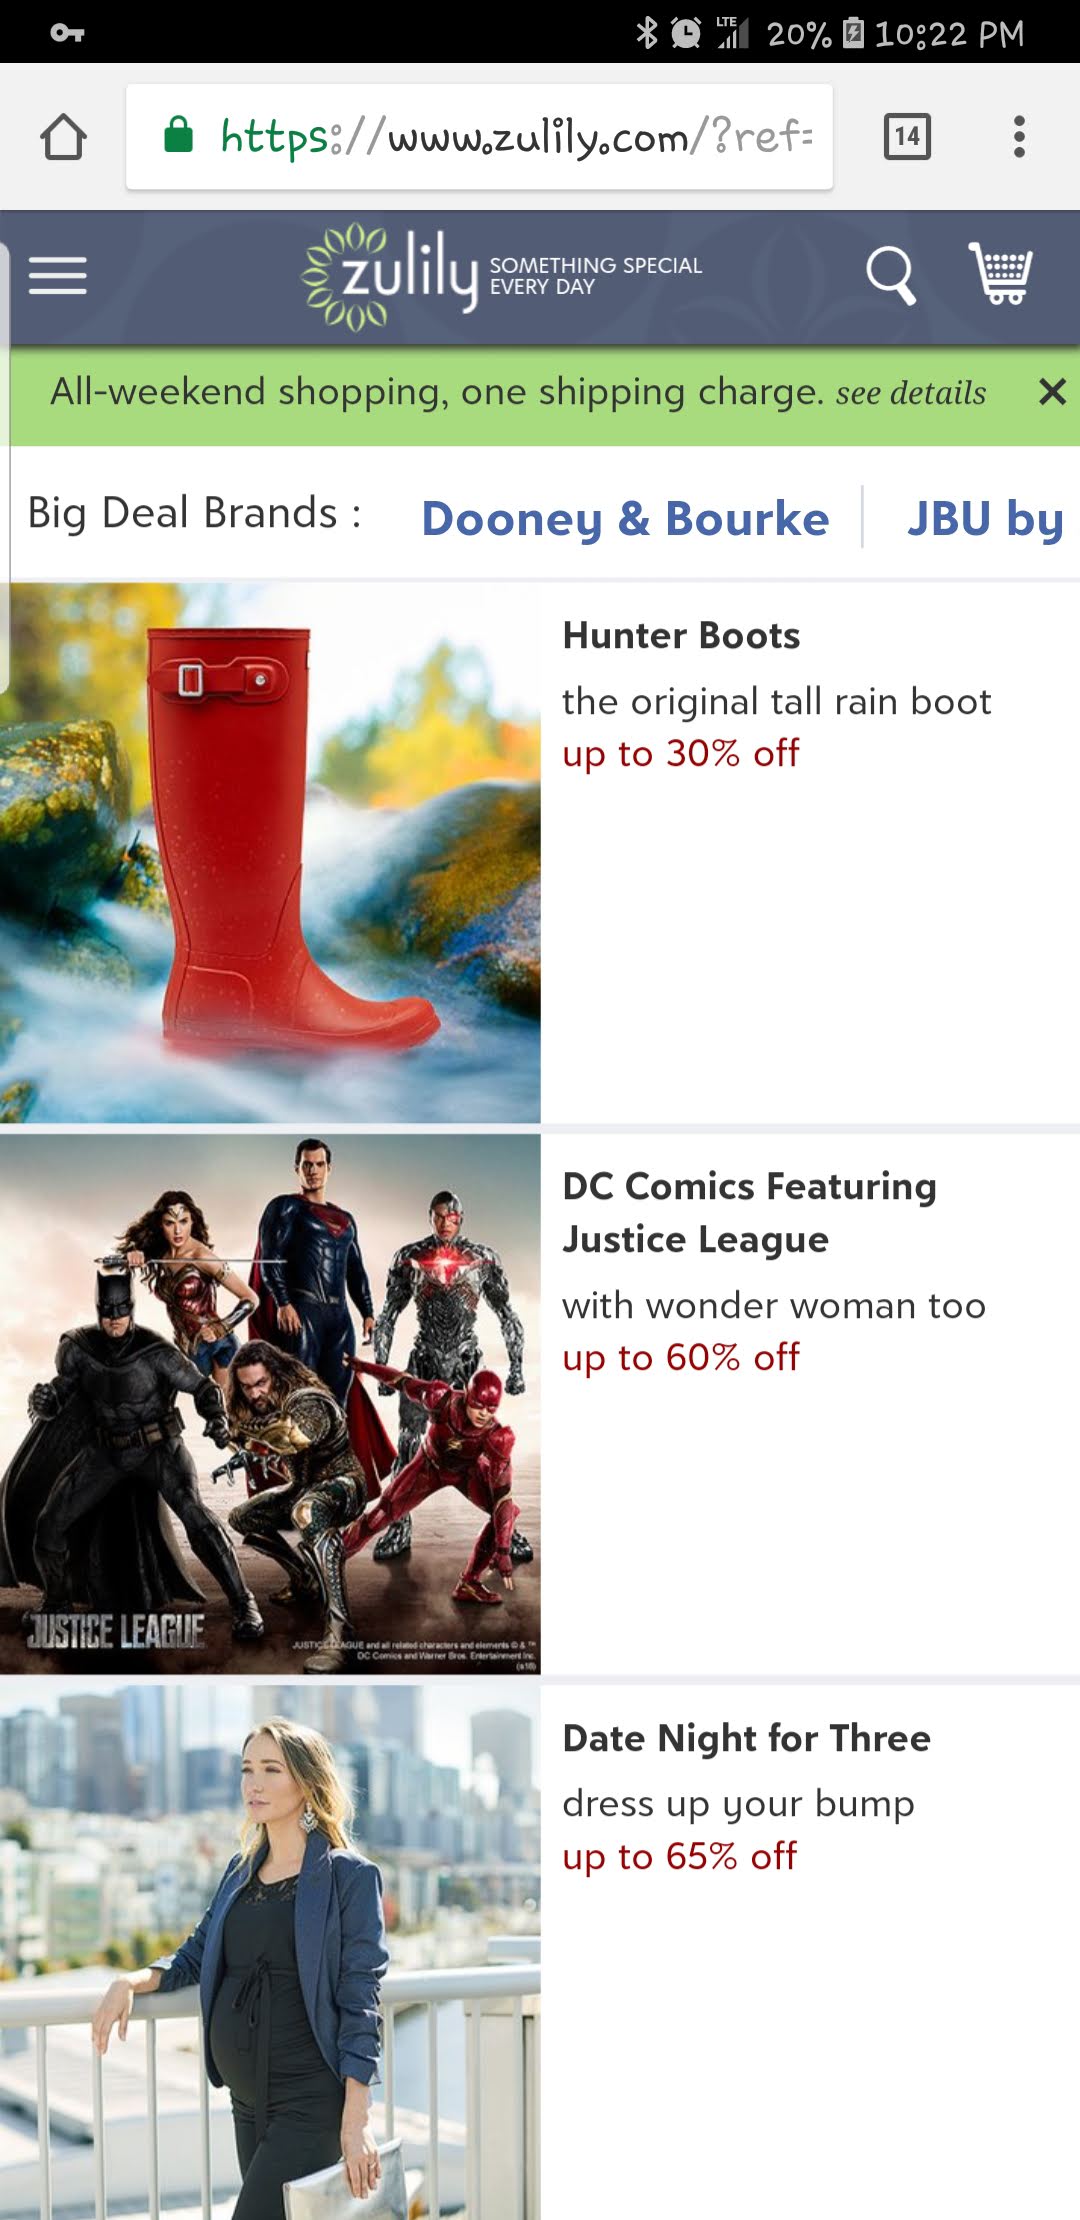 LTE 20% 10:22 PM
https://www.zulily.com/?ref=
14
zulily SOMETHING SPECIAL
EVERY DAY
All-weekend shopping, one shipping charge. see details
Big Deal Brands : Dooney & Bourke JBU by
Hunter Boots
the original tall rain boot
up to 30% off
DC Comics Featuring
Justice League
with wonder woman too
up to 60% off
JUSTICE LEAGUE
JUSTICE LEAGUE and all related characters and elements © & ™
DC Comics and Warner Bros. Entertainment Inc.
(s18)
Date Night for Three
dress up your bump
up to 65% off